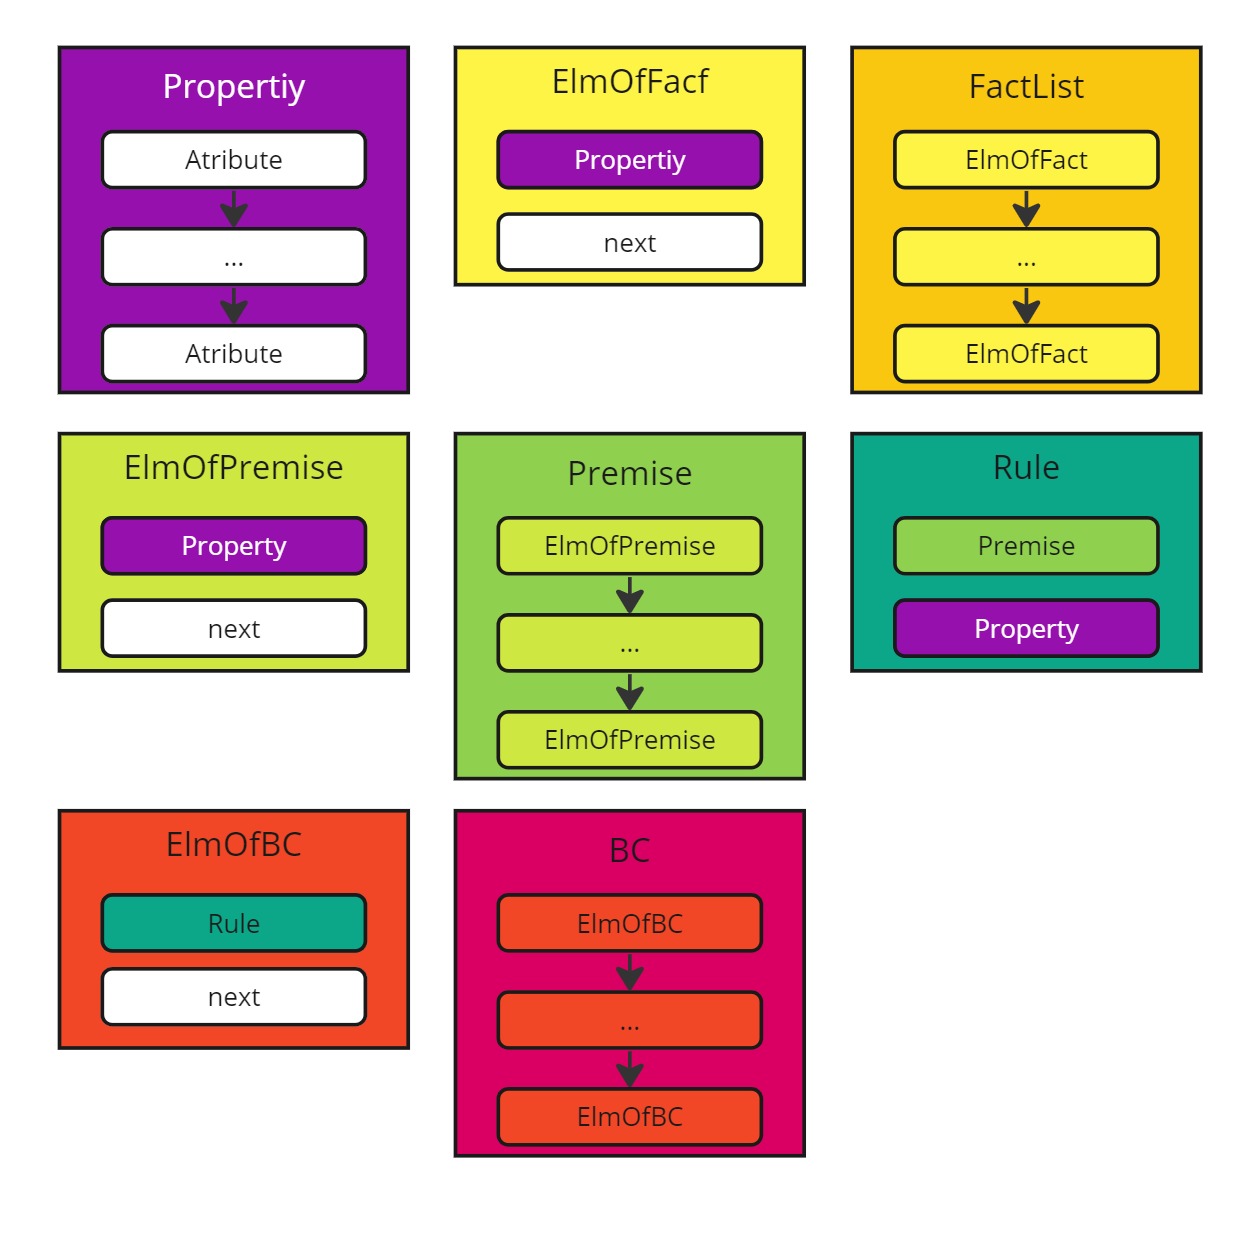 Propertiy
Atribute
...
Atribute
ElmOfFacf
Propertiy
next
FactList
ElmOfFact
...
ElmOfFact
ElmOfPremise
Property
next
Premise
ElmOfPremise
...
ElmOfPremise
Rule
Premise
Property
ElmOfBC
Rule
next
BC
ElmOfBC
...
ElmOfBC